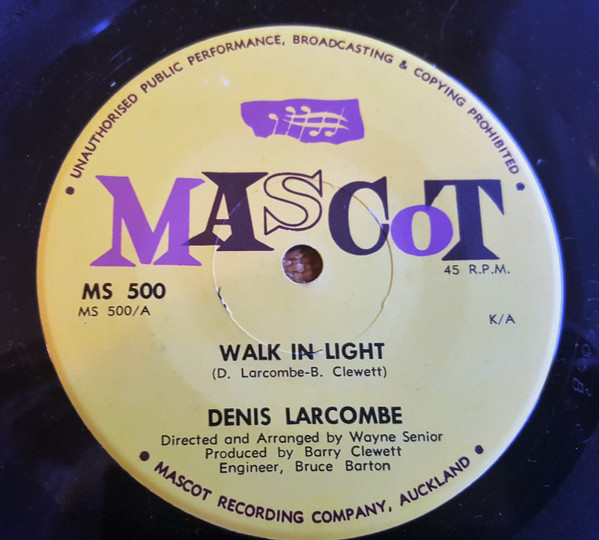 • UNAUTHORISED PUBLIC PERFORMANCE, BROADCASTING & COPYING PROHIBITED •
MASCOT
45 R.P.M.
MS 500
MS 500/A
K/A
WALK IN LIGHT
(D. Larcombe-B. Clewett)
DENIS LARCOMBE
Directed and Arranged by Wayne Senior
Produced by Barry Clewett
Engineer, Bruce Barton
• MASCOT RECORDING COMPANY, AUCKLAND •